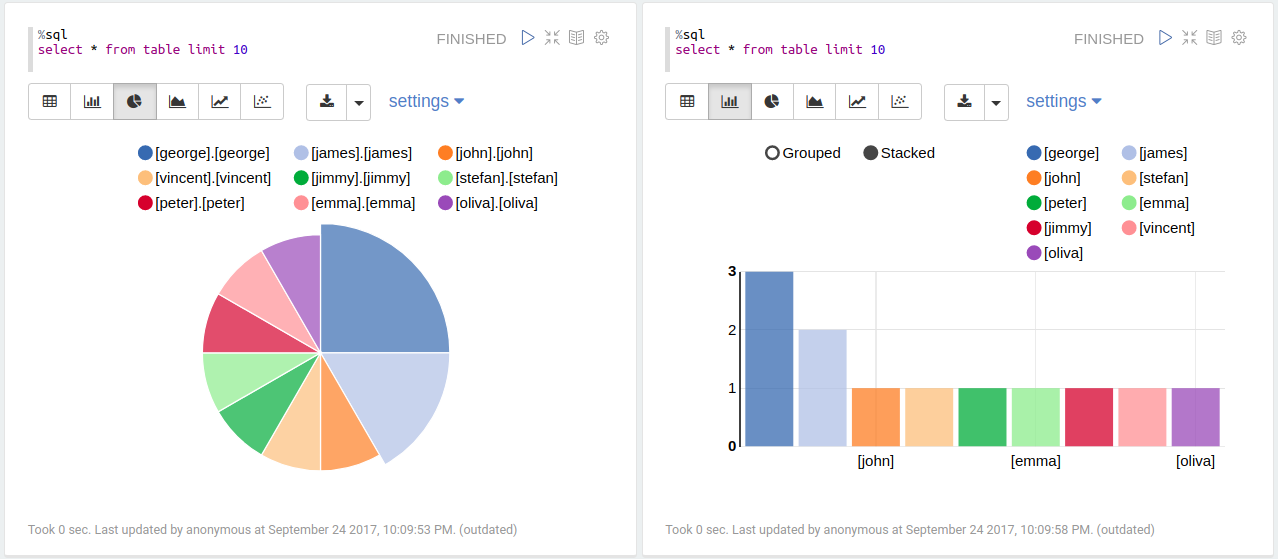 %sql
select * from table limit 10
FINISHED
settings
[george].[george] [james].[james] [john].[john]
[vincent].[vincent] [jimmy].[jimmy] [stefan].[stefan]
[peter].[peter] [emma].[emma] [oliva].[oliva]
Took 0 sec. Last updated by anonymous at September 24 2017, 10:09:53 PM. (outdated)
%sql
select * from table limit 10
FINISHED
settings
Grouped Stacked
[george] [james]
[john] [stefan]
[peter] [emma]
[jimmy] [vincent]
[oliva]
3
2
1
0
[john] [emma] [oliva]
Took 0 sec. Last updated by anonymous at September 24 2017, 10:09:58 PM. (outdated)